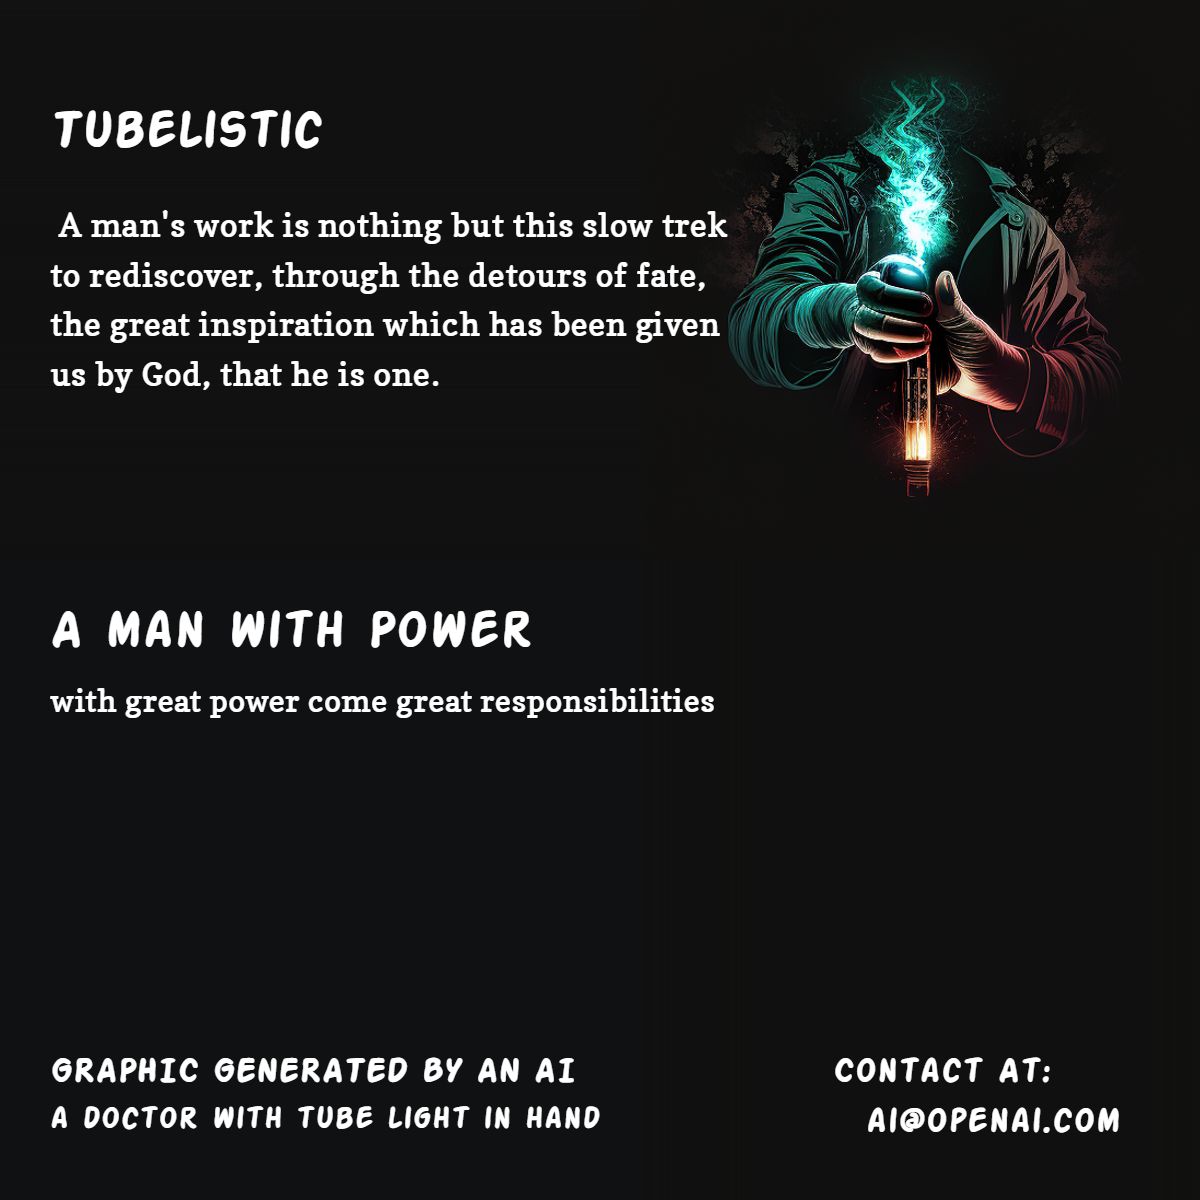 TUBELISTIC
A man's work is nothing but this slow trek
to rediscover, through the detours of fate,
the great inspiration which has been given
us by God, that he is one.
A MAN WITH POWER
with great power come great responsibilities
GRAPHIC GENERATED BY AN AI
A DOCTOR WITH TUBE LIGHT IN HAND
CONTACT AT:
AI@OPENAI.COM